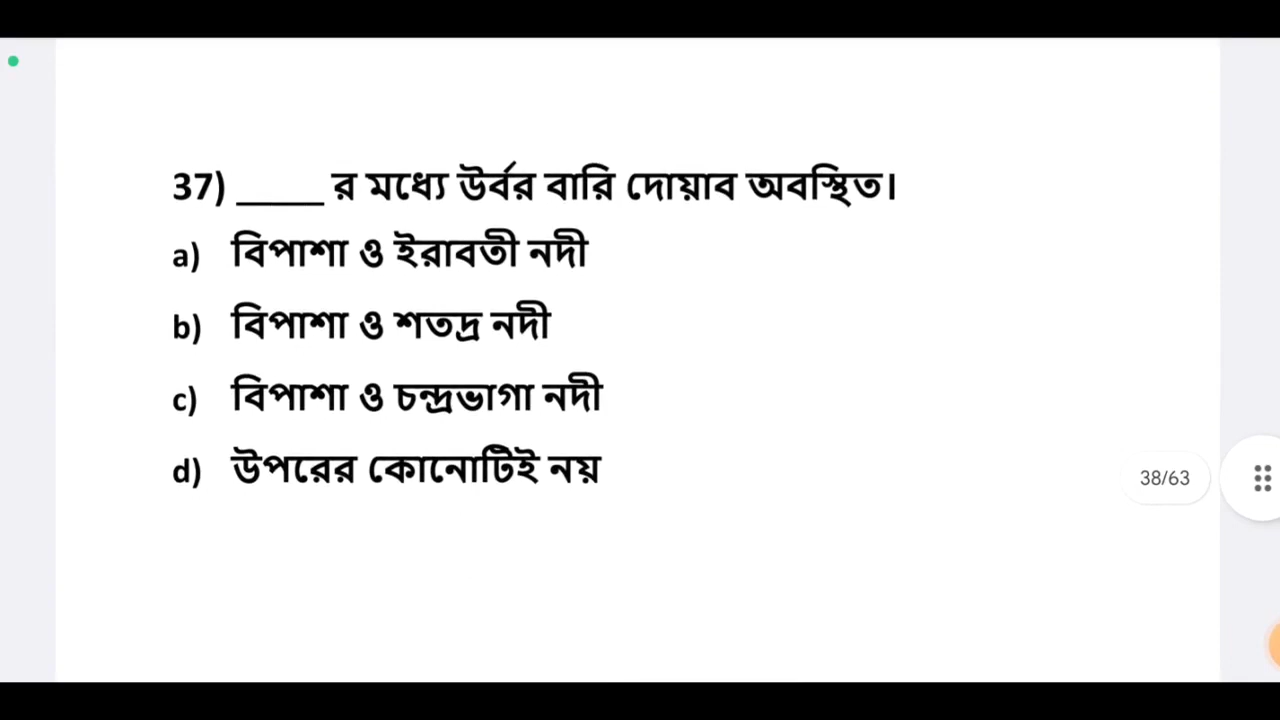 37) _____ র মধ্যে উর্বর বারি দোয়াব অবস্থিত।
a) বিপাশা ও ইরাবতী নদী
b) বিপাশা ও শতদ্রু নদী
c) বিপাশা ও চন্দ্রভাগা নদী
d) উপরের কোনোটিই নয়
38/63